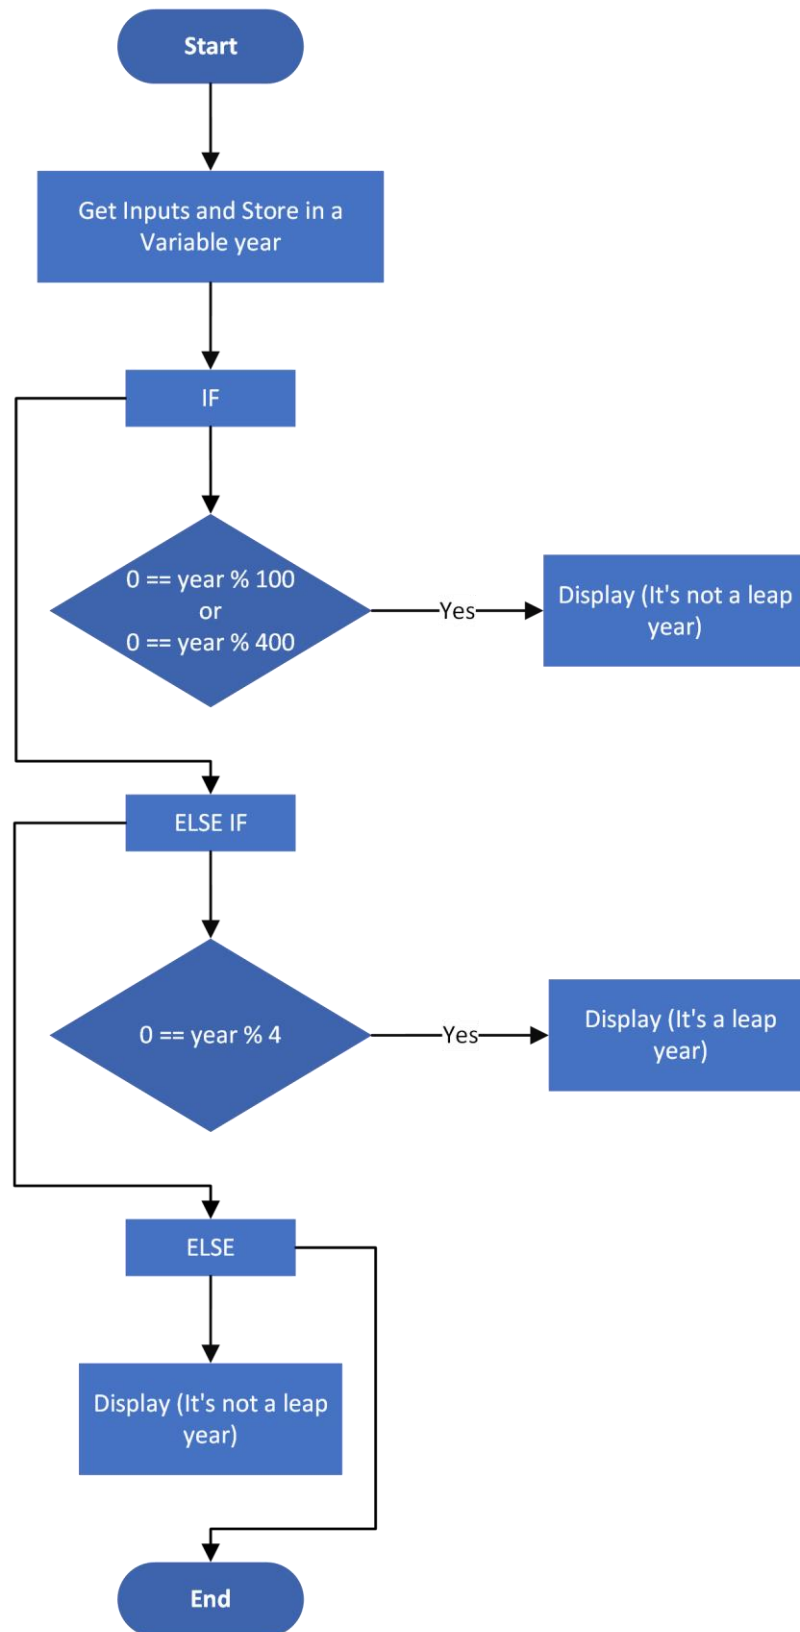 Start
Get Inputs and Store in a
Variable year
IF
0 == year % 100
or
0 == year % 400
Yes
Display (It's not a leap
year)
ELSE IF
0 == year % 4
Yes
Display (It's a leap
year)
ELSE
Display (It's not a leap
year)
End